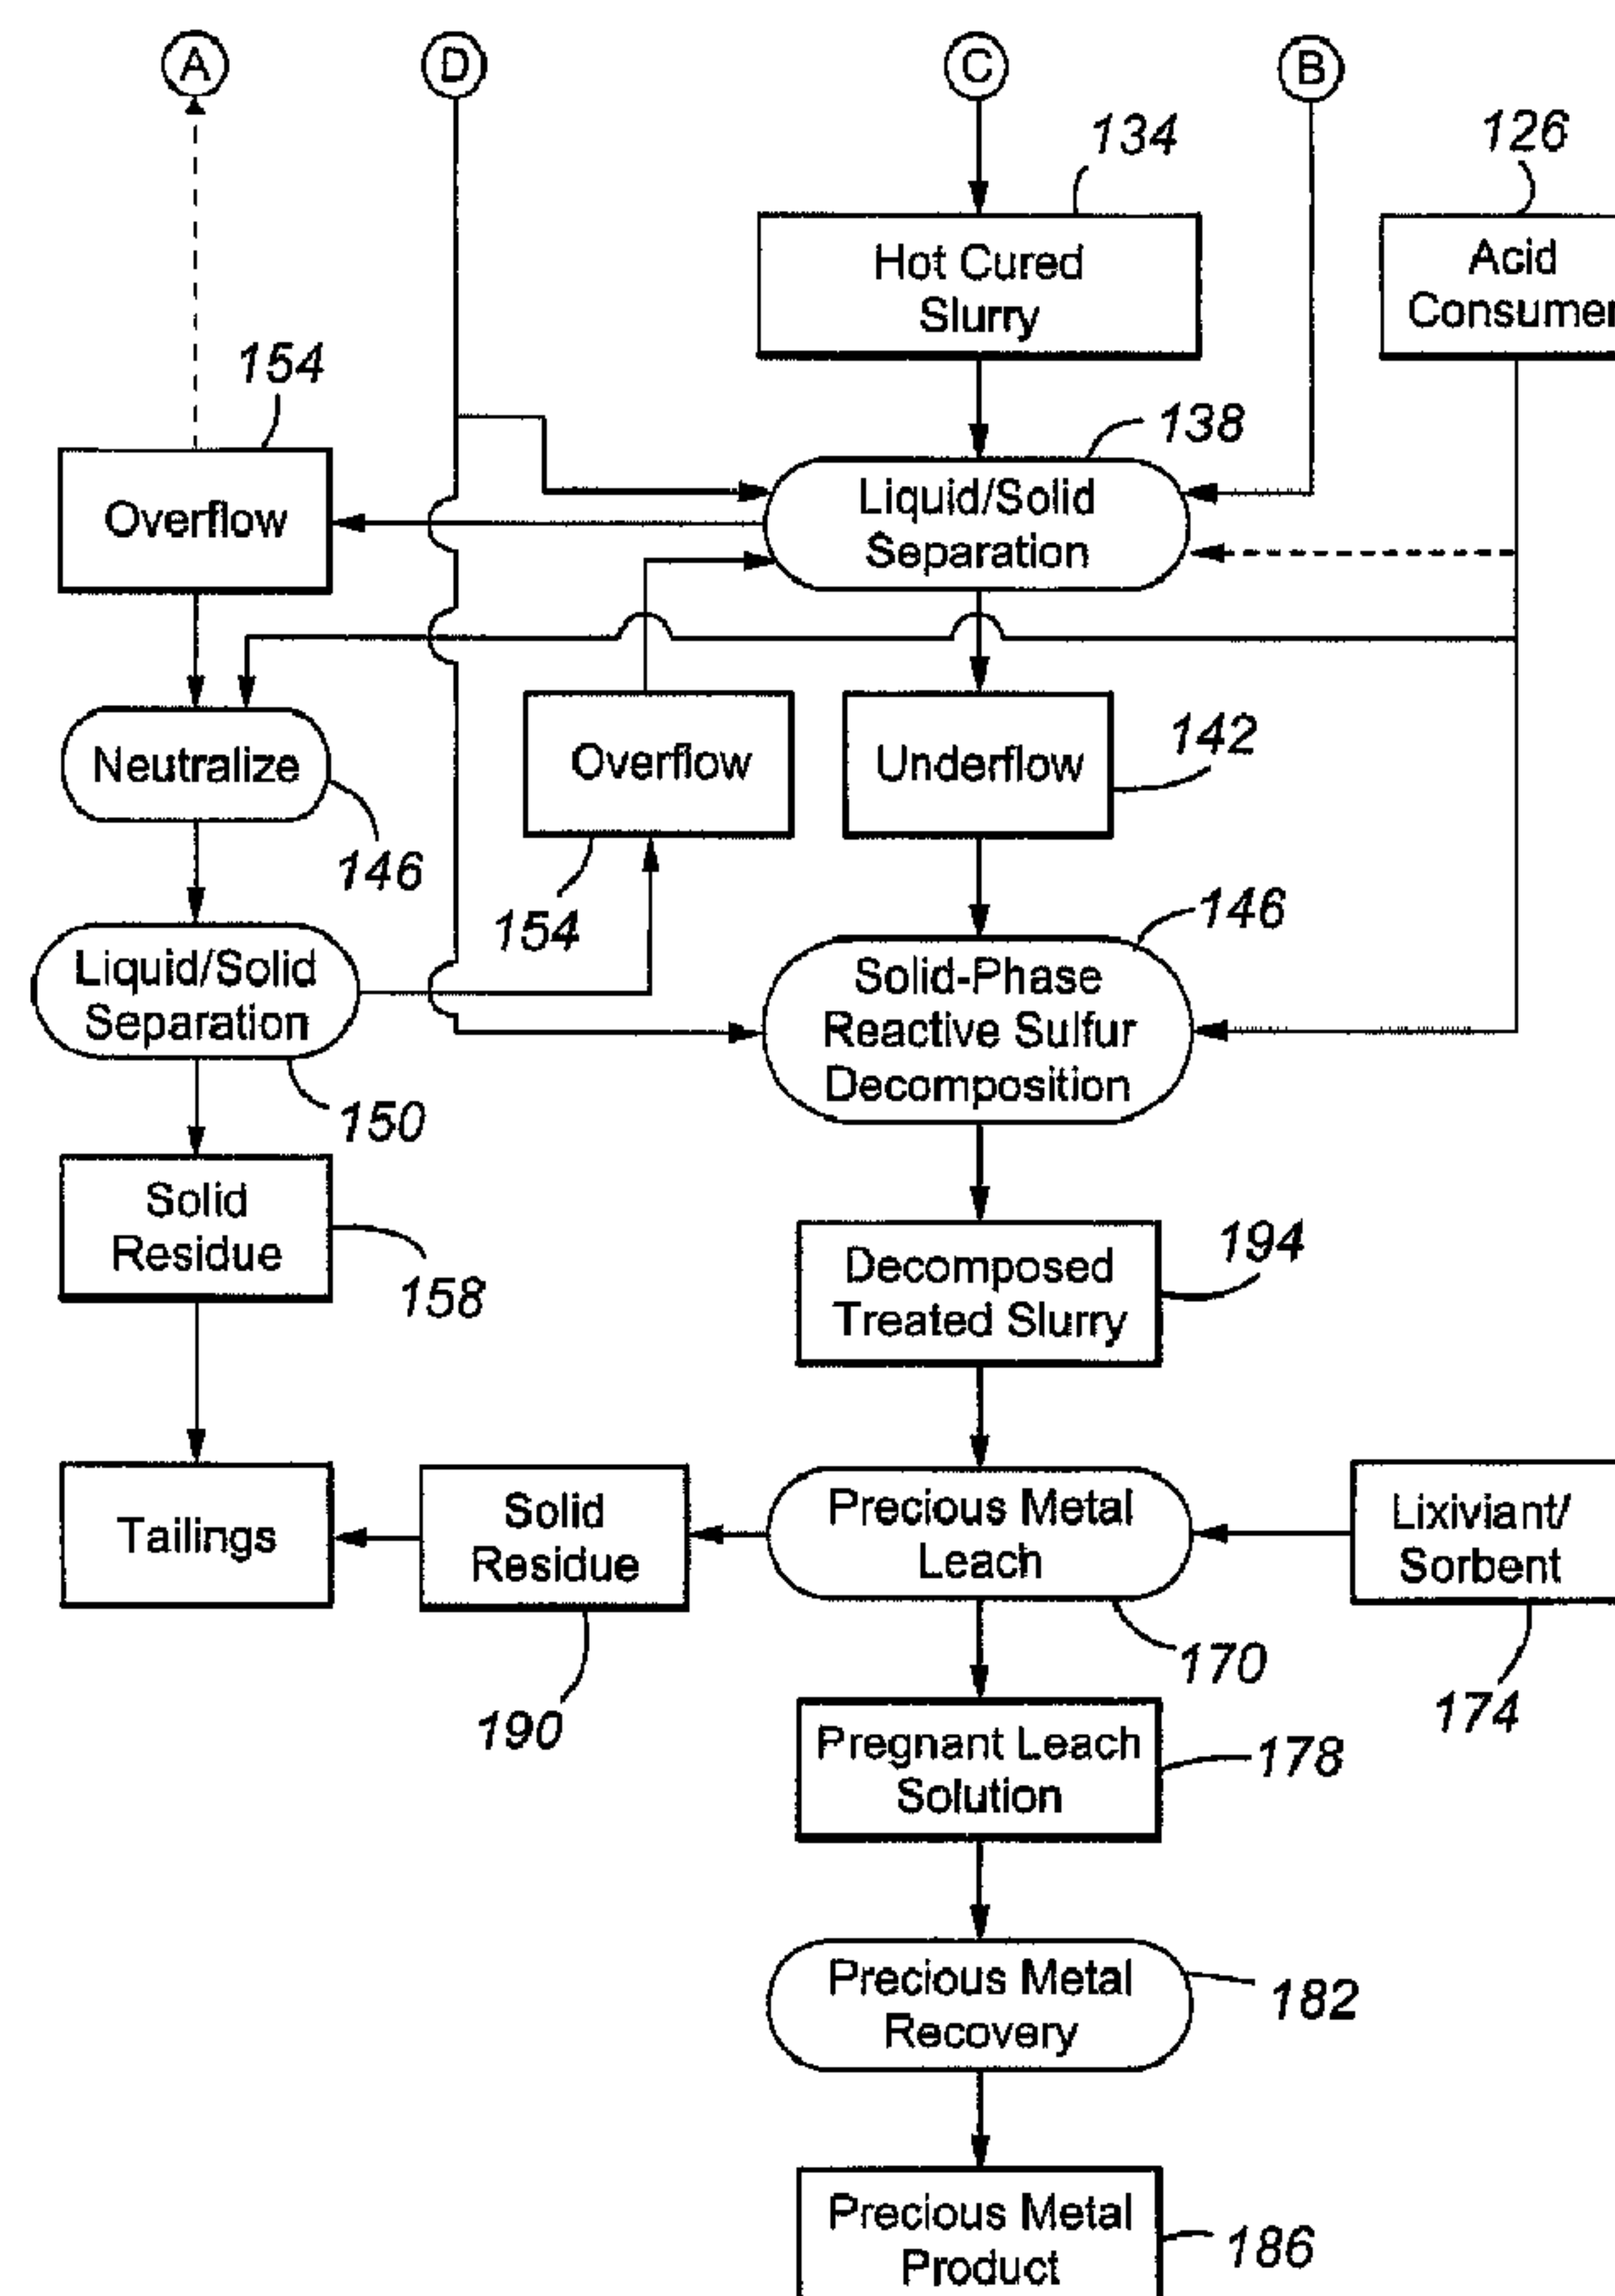 A
D
C
B
134
126
Hot Cured
Slurry
Acid
Consumer
154
138
Overflow
Liquid/Solid
Separation
Neutralize
146
Overflow
154
Underflow
142
Liquid/Solid
Separation
150
146
Solid-Phase
Reactive Sulfur
Decomposition
Solid
Residue
158
Decomposed
Treated Slurry
194
Tailings
Solid
Residue
190
Precious Metal
Leach
170
Lixiviant/
Sorbent
174
Pregnant Leach
Solution
178
Precious Metal
Recovery
182
Precious Metal
Product
186